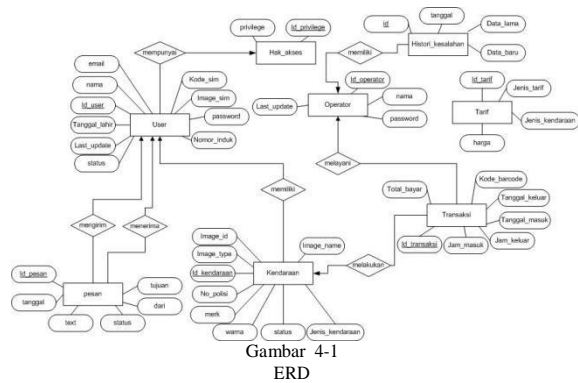 privilege
Id_privilege
tanggal
id
Data_lama
mempunyai
Hak_akses
memiliki
Histori_kesalahan
email
Kode_sim
Data_baru
nama
Image_sim
Id_operator
Id_tarif
Id_user
password
Last_update
Operator
nama
Jenis_tarif
Tanggal_lahir
User
Tarif
password
Jenis_kendaraan
Last_update
Nomor_induk
status
harga
melayani
Kode_barcode
memiliki
Total_bayar
Tanggal_keluar
mengirim
menerima
Transaksi
Tanggal_masuk
Image_id
Image_name
Id_transaksi
Jam_masuk
Jam_keluar
Image_type
Id_pesan
Id_kendaraan
Kendaraan
melakukan
tujuan
tanggal
pesan
No_polisi
dari
merk
text
status
warna
status
Jenis_kendaraan
Gambar 4-1
ERD